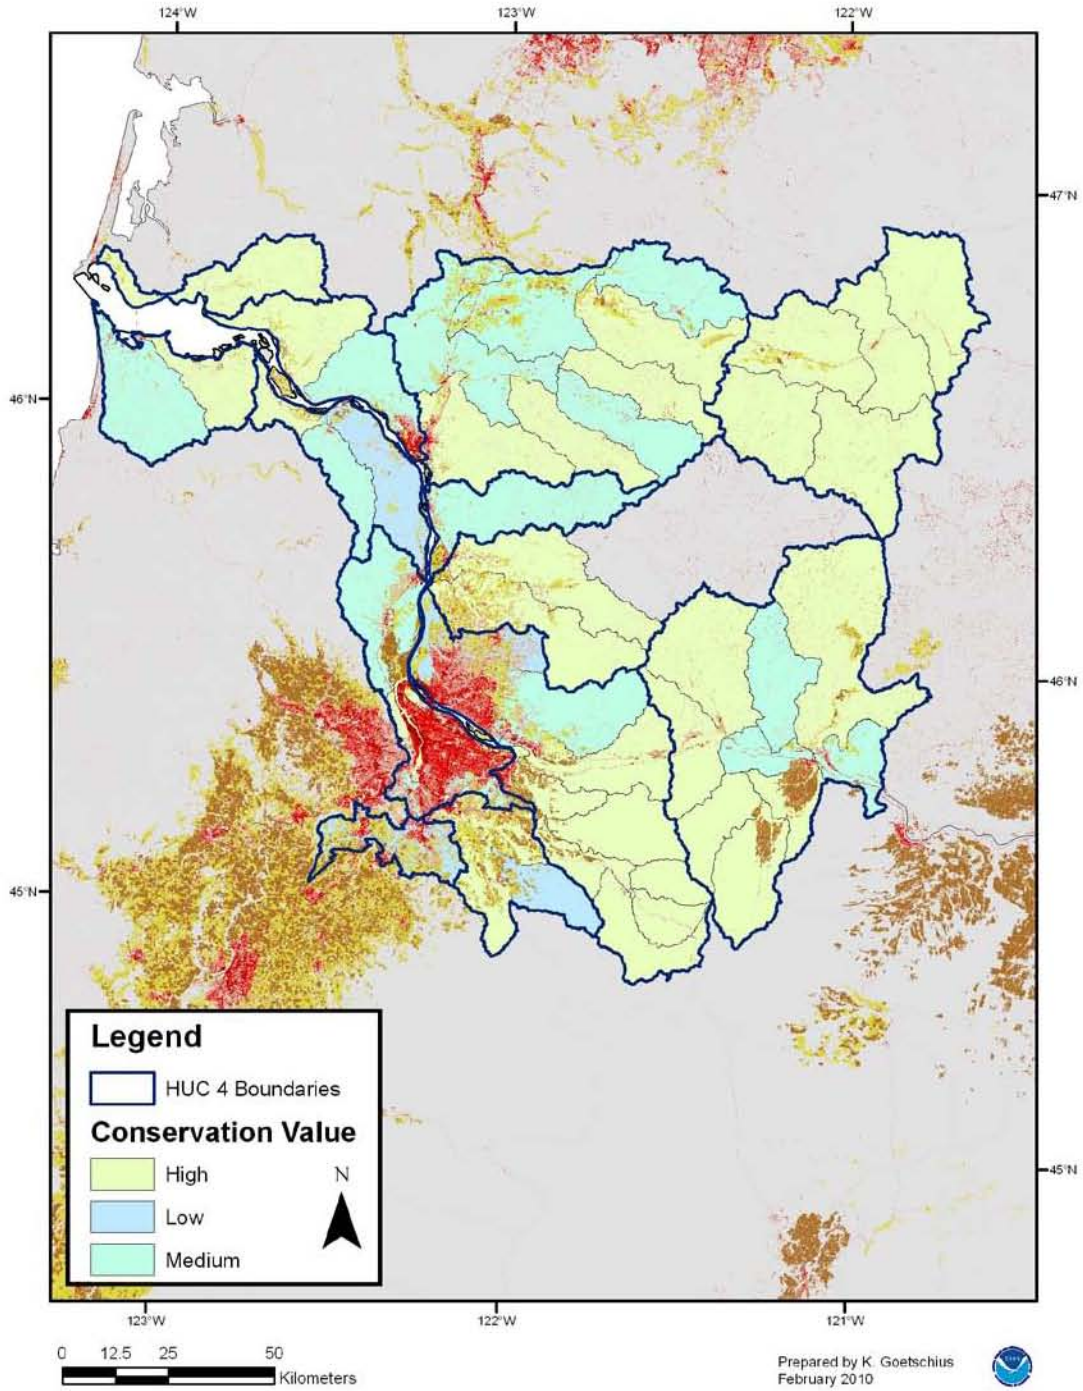 124°W 123°W 122°W
47°N
46°N
46°N
45°N
45°N
Legend
HUC 4 Boundaries
Conservation Value
High
N
Low
Medium
123°W 122°W 121°W
0 12.5 25 50
Kilometers
Prepared by K. Goetschius
February 2010